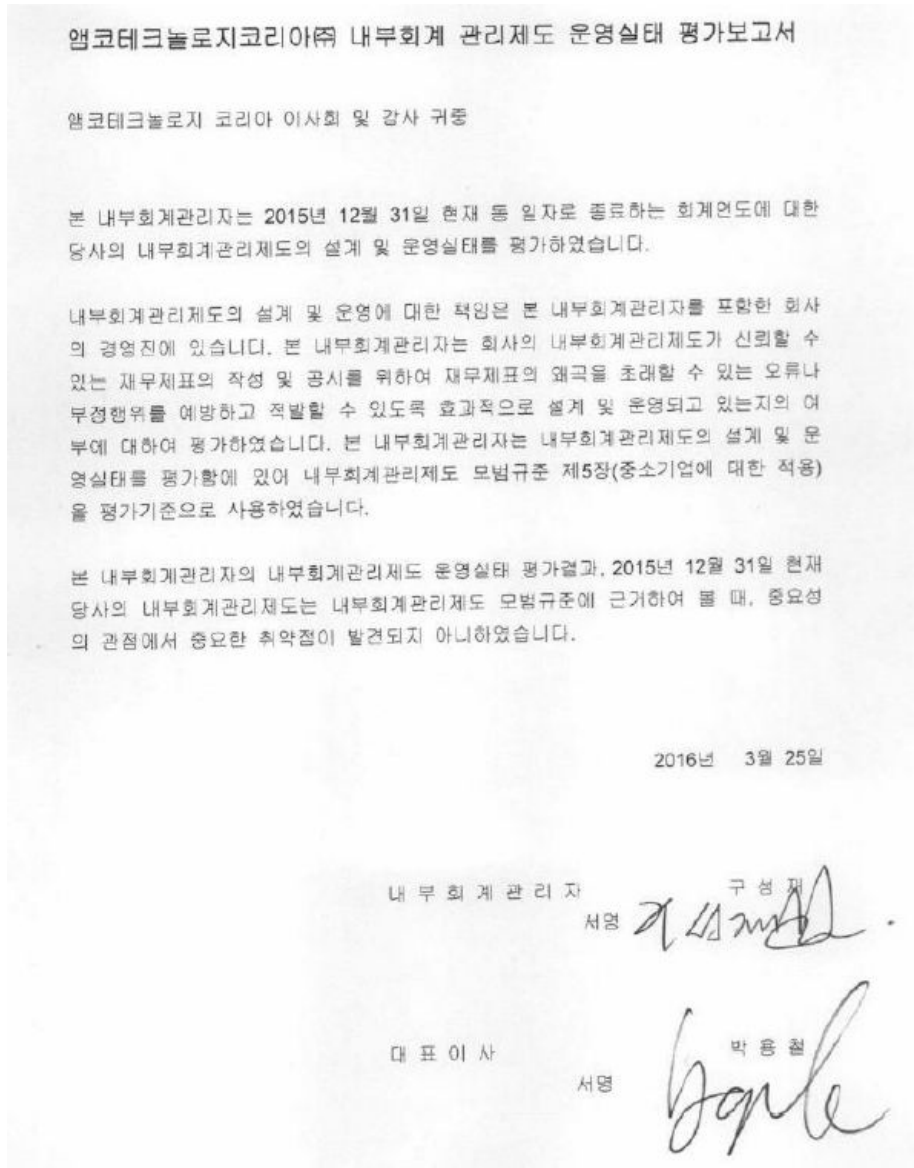 앰코테크놀로지코리아㈜ 내부회계 관리제도 운영실태 평가보고서
앰코테크놀로지 코리아 이사회 및 감사 귀중
본 내부회계관리자는 2015년 12월 31일 현재 동 일자로 종료하는 회계연도에 대한
당사의 내부회계관리제도의 설계 및 운영실태를 평가하였습니다.
내부회계관리제도의 설계 및 운영에 대한 책임은 본 내부회계관리자를 포함한 회사
의 경영진에 있습니다. 본 내부회계관리자는 회사의 내부회계관리제도가 신뢰할 수
있는 재무제표의 작성 및 공시를 위하여 재무제표의 왜곡을 초래할 수 있는 오류나
부정행위를 예방하고 적발할 수 있도록 효과적으로 설계 및 운영되고 있는지의 여
부에 대하여 평가하였습니다. 본 내부회계관리자는 내부회계관리제도의 설계 및 운
영실태를 평가함에 있어 내부회계관리제도 모범규준 제5장(중소기업에 대한 적용)
을 평가기준으로 사용하였습니다.
본 내부회계관리자의 내부회계관리제도 운영실태 평가결과, 2015년 12월 31일 현재
당사의 내부회계관리제도는 내부회계관리제도 모범규준에 근거하여 볼 때, 중요성
의 관점에서 중요한 취약점이 발견되지 아니하였습니다.
2016년 3월 25일
내부회계관리자 구성재
서명
대표이사 박용철
서명